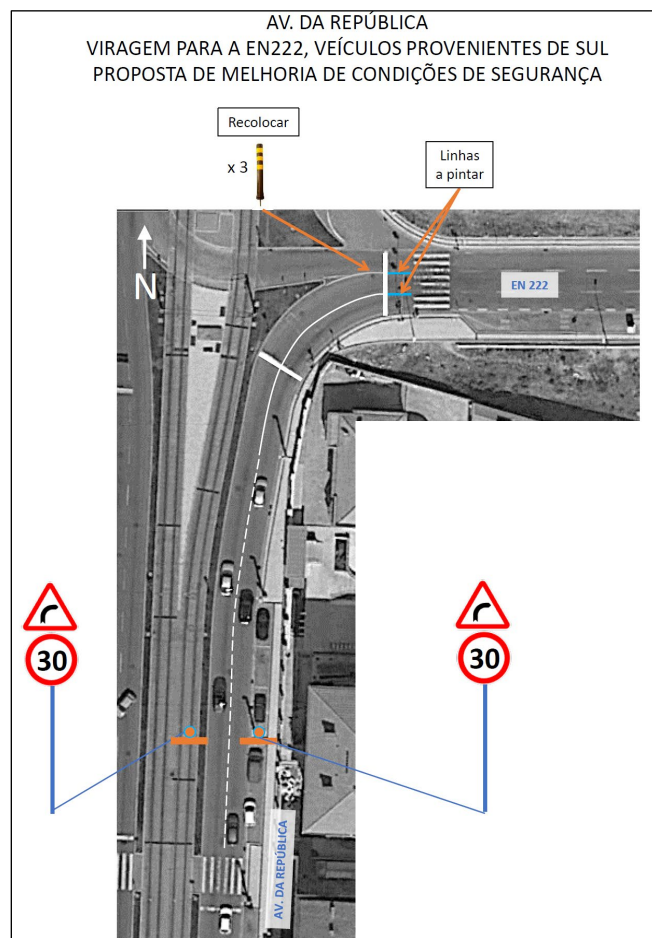 AV. DA REPÚBLICA
VIRAGEM PARA A EN222, VEÍCULOS PROVENIENTES DE SUL
PROPOSTA DE MELHORIA DE CONDIÇÕES DE SEGURANÇA
Recolocar
x 3
Linhas
a pintar
N
EN 222
30
30
AV. DA REPÚBLICA